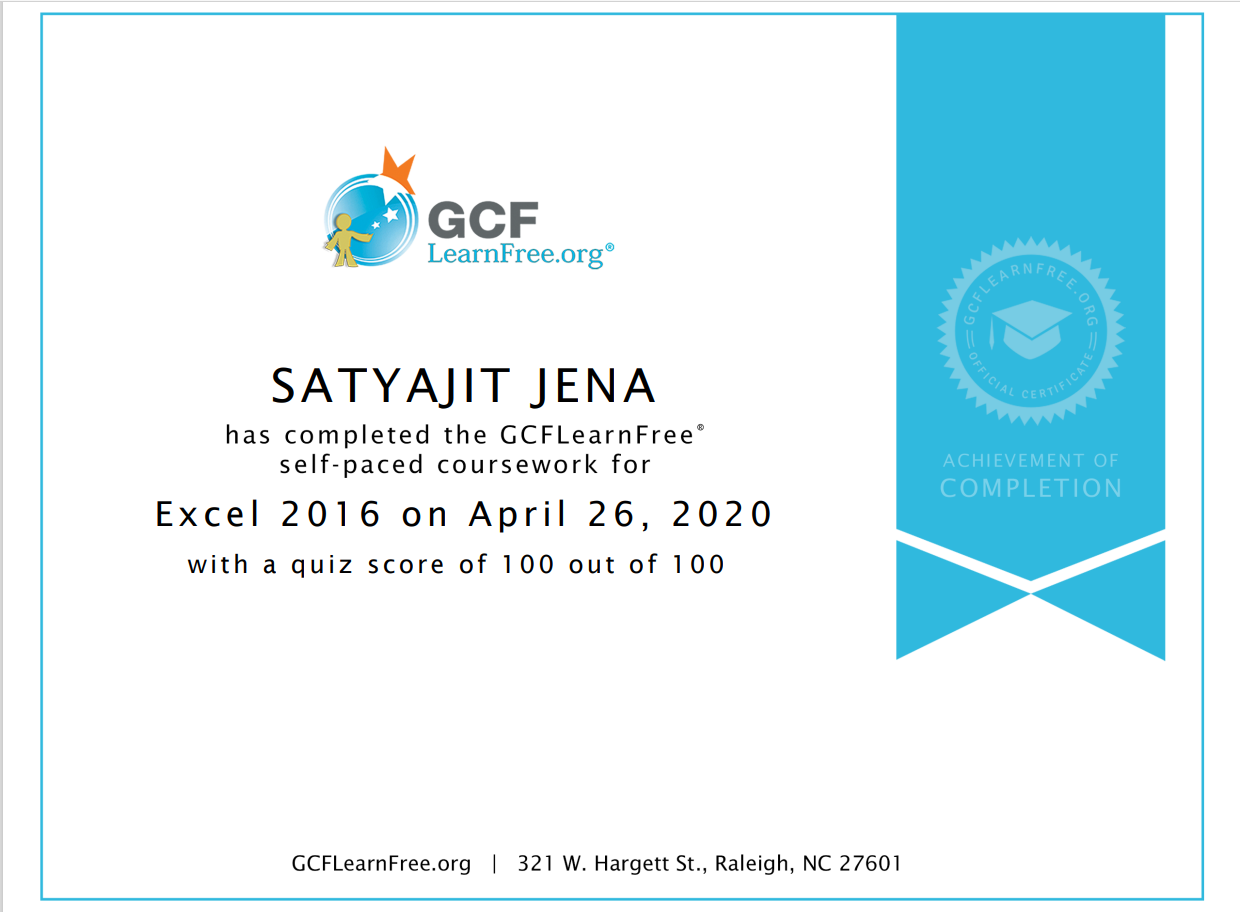 GCF
LearnFree.org®
SATYAJIT JENA
has completed the GCFLearnFree®
self-paced coursework for
Excel 2016 on April 26, 2020
with a quiz score of 100 out of 100
GCFLEARNFREE.ORG
OFFICIAL CERTIFICATE
ACHIEVEMENT OF
COMPLETION
GCFLearnFree.org | 321 W. Hargett St., Raleigh, NC 27601